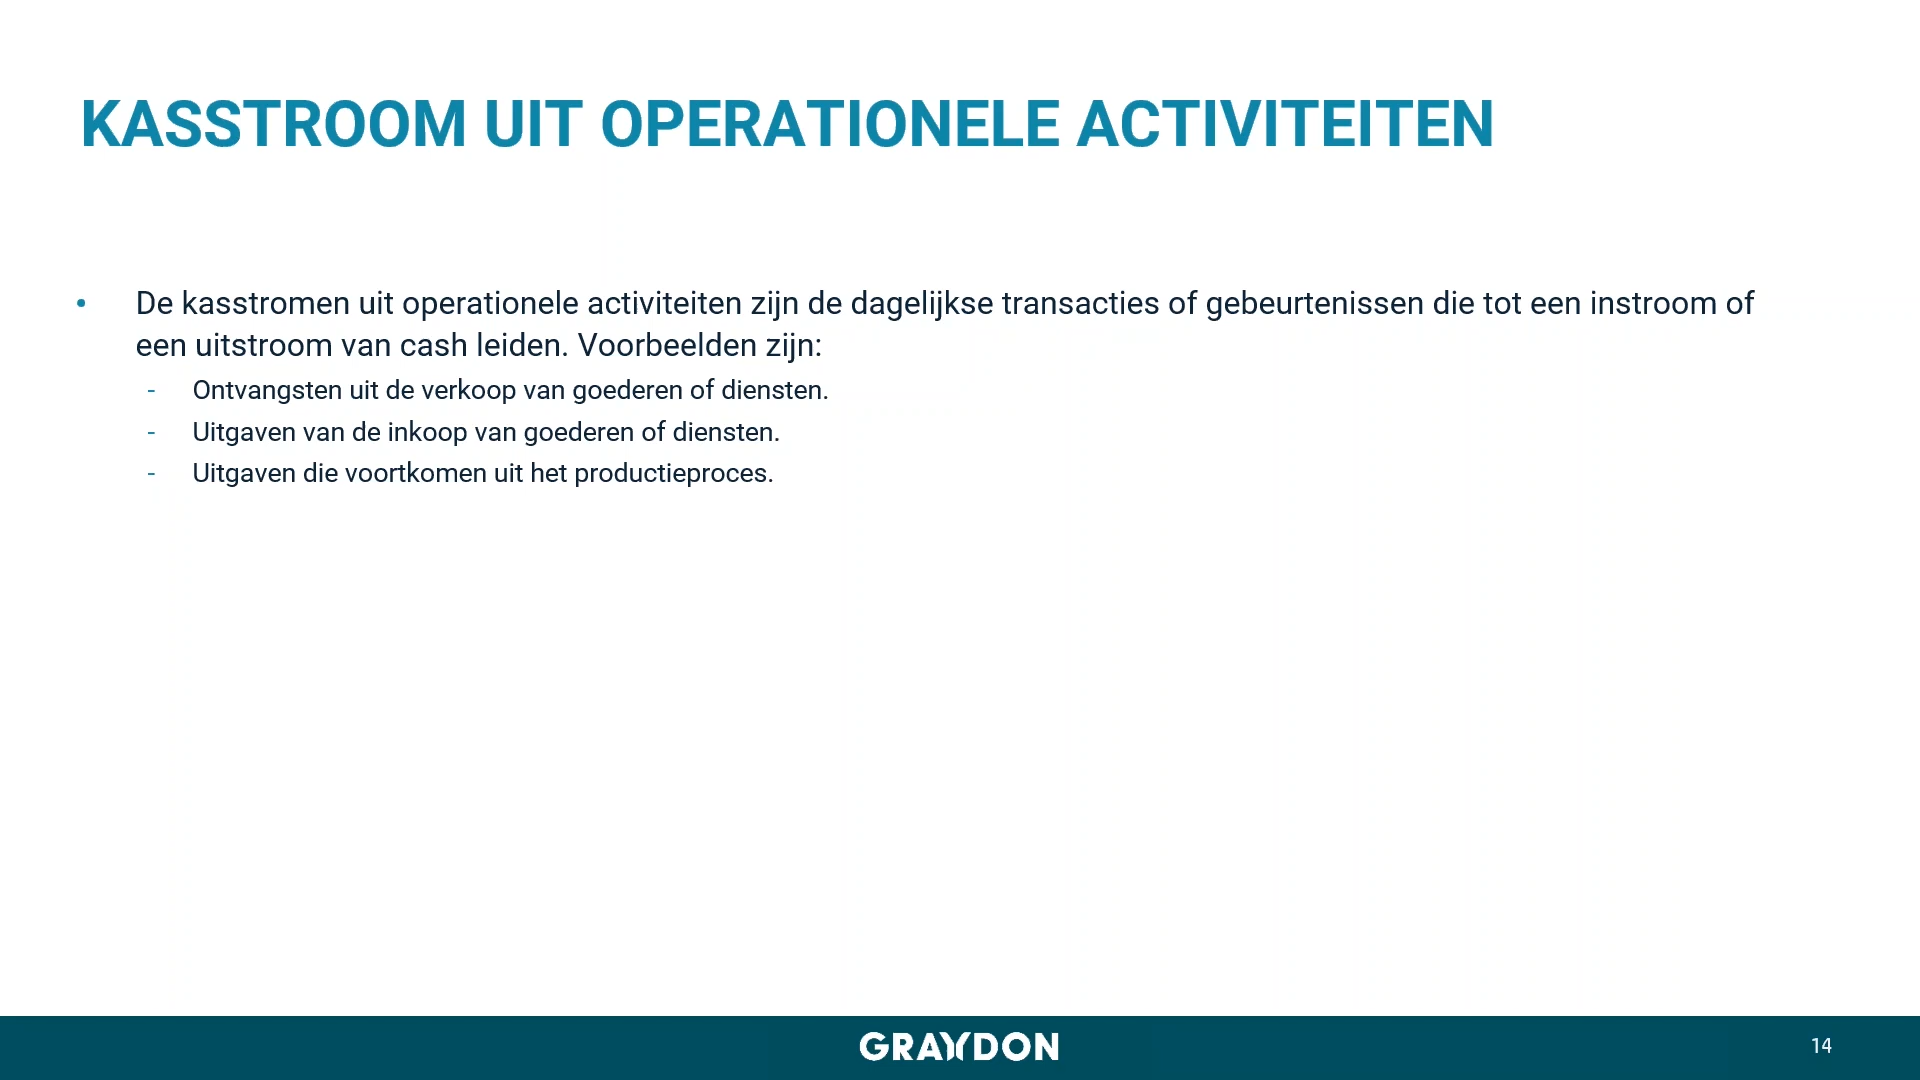 KASSTROOM UIT OPERATIONELE ACTIVITEITEN
• De kasstromen uit operationele activiteiten zijn de dagelijkse transacties of gebeurtenissen die tot een instroom of
een uitstroom van cash leiden. Voorbeelden zijn:
- Ontvangsten uit de verkoop van goederen of diensten.
- Uitgaven van de inkoop van goederen of diensten.
- Uitgaven die voortkomen uit het productieproces.
GRAYDON
14